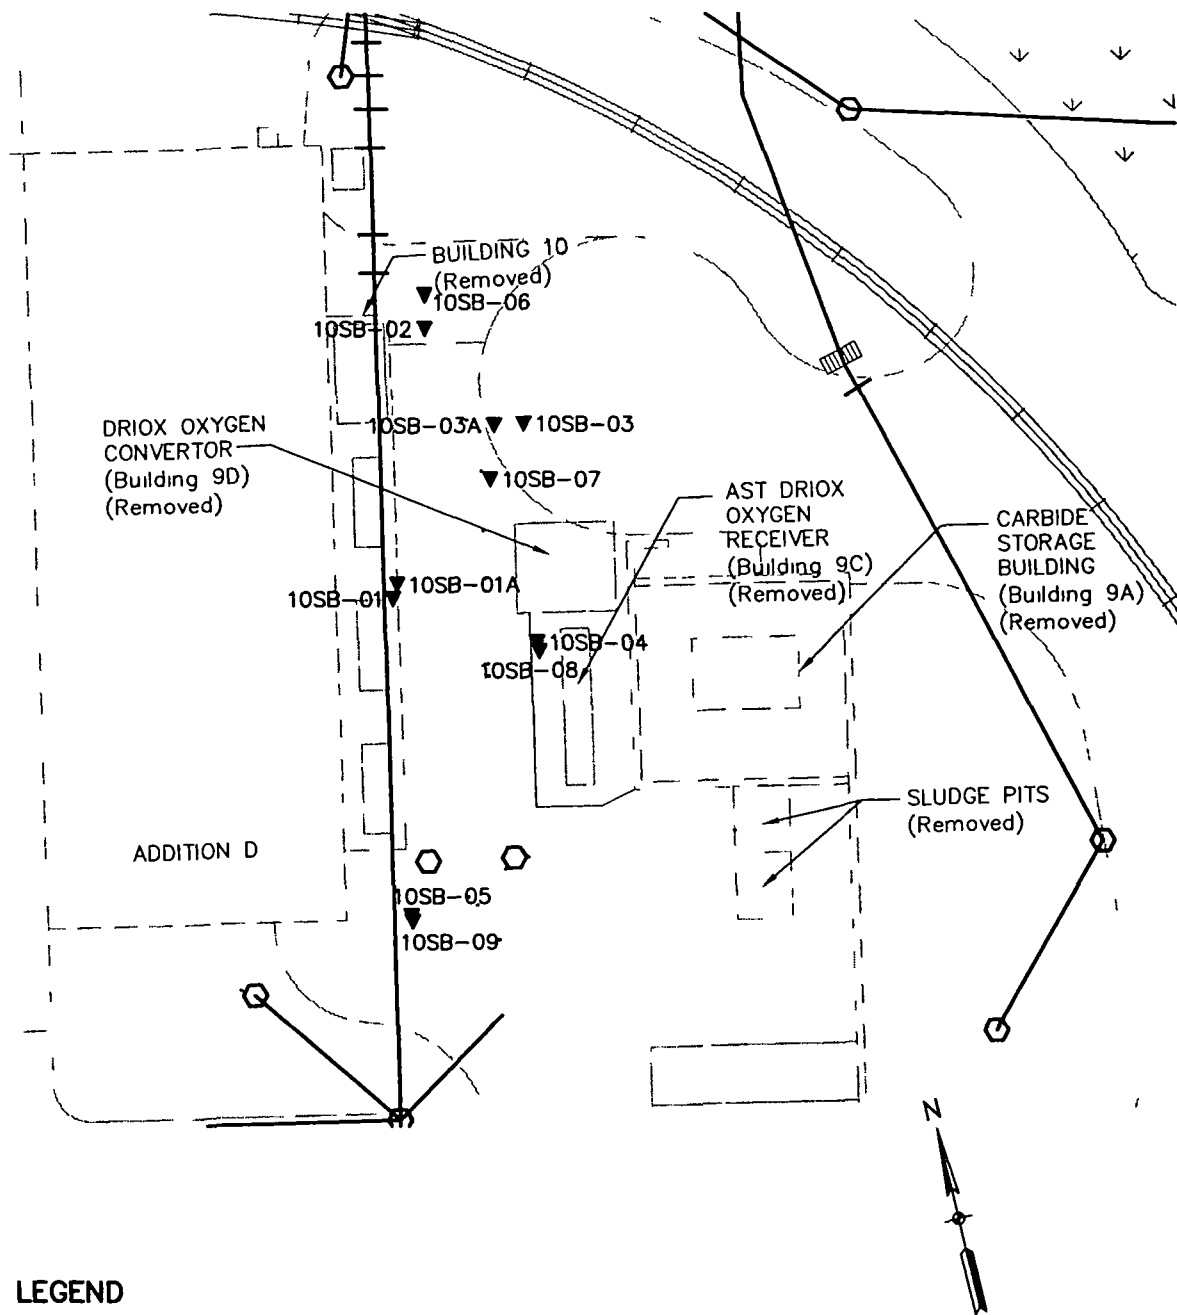 BUILDING 10
(Removed)
10SB-06
10SB-02
10SB-03A
10SB-03
DRIOX OXYGEN
CONVERTOR
(Building 9D)
(Removed)
10SB-07
AST DRIOX
OXYGEN
RECEIVER
(Building 9C)
(Removed)
CARBIDE
STORAGE
BUILDING
(Building 9A)
(Removed)
10SB-01A
10SB-01
10SB-04
10SB-08
SLUDGE PITS
(Removed)
ADDITION D
10SB-05
10SB-09
N
LEGEND